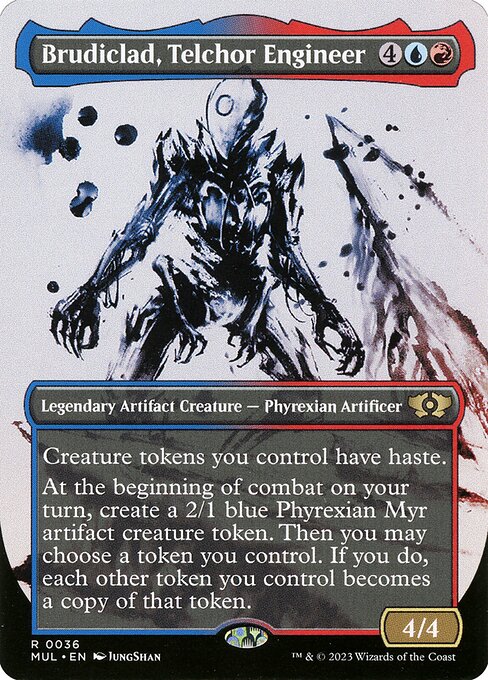 Brudiclad, Telchor Engineer 4
Legendary Artifact Creature — Phyrexian Artificer
Creature tokens you control have haste.
At the beginning of combat on your
turn, create a 2/1 blue Phyrexian Myr
artifact creature token. Then you may
choose a token you control. If you do,
each other token you control becomes
a copy of that token.
4/4
R 0036
MUL • EN JUNGSHAN
™ & © 2023 Wizards of the Coast